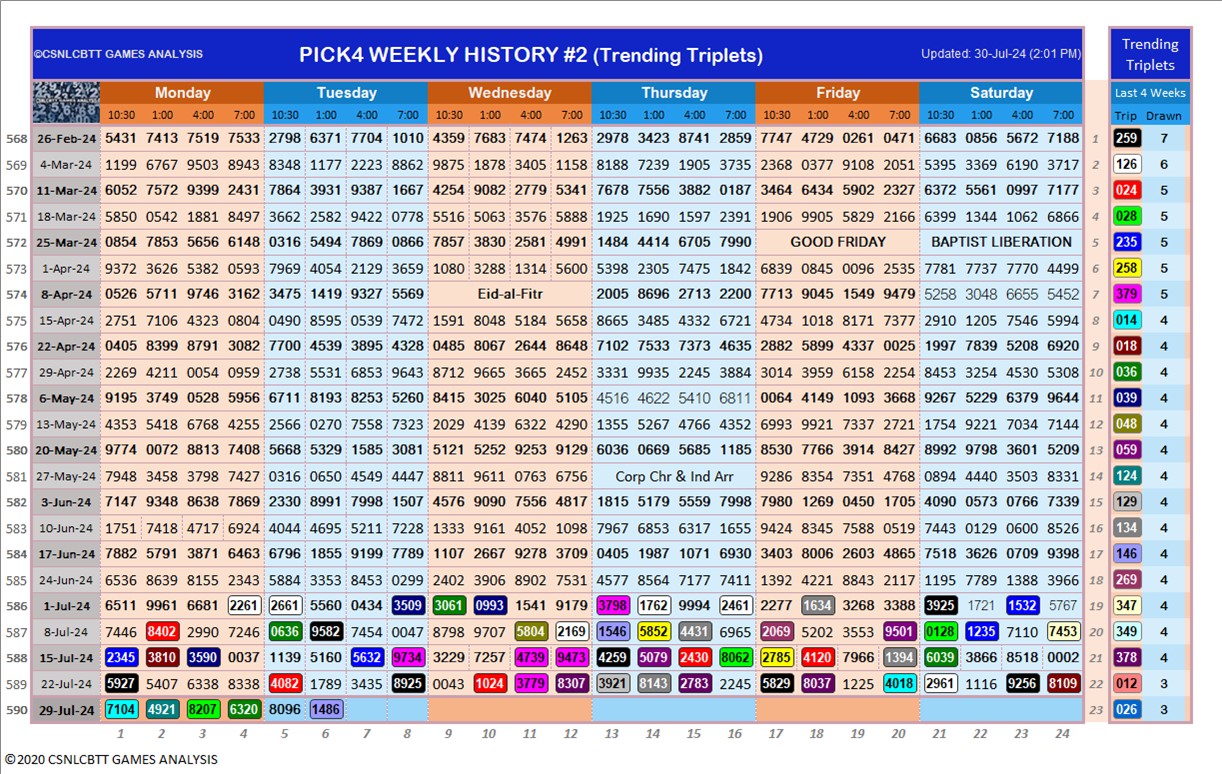 ©CSNLCBTT GAMES ANALYSIS PICK4 WEEKLY HISTORY #2 (Trending Triplets) Updated: 30-Jul-24 (2:01 PM) Trending
Triplets
Monday Tuesday Wednesday Thursday Friday Saturday Last 4 Weeks
10:30 1:00 4:00 7:00 10:30 1:00 4:00 7:00 10:30 1:00 4:00 7:00 10:30 1:00 4:00 7:00 10:30 1:00 4:00 7:00 10:30 1:00 4:00 7:00 Trip Drawn
568 26-Feb-24 5431 7413 7519 7533 2798 6371 7704 1010 4359 7683 7474 1263 2978 3423 8741 2859 7747 4729 0261 0471 6683 0856 5672 7188 1 259 7
569 4-Mar-24 1199 6767 9503 8943 8348 1177 2223 8862 9875 1878 3405 1158 8188 7239 1905 3735 2368 0377 9108 2051 5395 3369 6190 3717 2 126 6
570 11-Mar-24 6052 7572 9399 2431 7864 3931 9387 1667 4254 9082 2779 5341 7678 7556 3882 0187 3464 6434 5902 2327 6372 5561 0997 7177 3 024 5
571 18-Mar-24 5850 0542 1881 8497 3662 2582 9422 0778 5516 5063 3576 5888 1925 1690 1597 2391 1906 9905 5829 2166 6399 1344 1062 6866 4 028 5
572 25-Mar-24 0854 7853 5656 6148 0316 5494 7869 0866 7857 3830 2581 4991 1484 4414 6705 7990 GOOD FRIDAY BAPTIST LIBERATION 5 235 5
573 1-Apr-24 9372 3626 5382 0593 7969 4054 2129 3659 1080 3288 1314 5600 5398 2305 7475 1842 6839 0845 0096 2535 7781 7737 7770 4499 6 258 5
574 8-Apr-24 0526 5711 9746 3162 3475 1419 9327 5569 Eid-al-Fitr 2005 8696 2713 2200 7713 9045 1549 9479 5258 3048 6655 5452 7 379 5
575 15-Apr-24 2751 7106 4323 0804 0490 8595 0539 7472 1591 8048 5184 5658 8665 3485 4332 6721 4734 1018 8171 7377 2910 1205 7546 5994 8 014 4
576 22-Apr-24 0405 8399 8791 3082 7700 4539 3895 4328 0485 8067 2644 8648 7102 7533 7373 4635 2882 5899 4337 0025 1997 7839 5208 6920 9 018 4
577 29-Apr-24 2269 4211 0054 0959 2738 5531 6853 9643 8712 9665 3665 2452 3331 9935 2245 3884 3014 3959 6158 2254 8453 3254 4530 5308 10 036 4
578 6-May-24 9195 3749 0528 5956 6711 8193 8253 5260 8415 3025 6040 5105 4516 4622 5410 6811 0064 4149 1093 3668 9267 5229 6379 9644 11 039 4
579 13-May-24 4353 5418 6768 4255 2566 0270 7558 7323 2029 4139 6322 4290 1355 5267 4766 4352 6993 9921 7337 2721 1754 9221 7034 7144 12 048 4
580 20-May-24 9774 0072 8813 7408 5668 5329 1585 3081 5121 5252 9253 9129 6036 0669 5685 1185 8530 7766 3914 8427 8992 9798 3601 5209 13 059 4
581 27-May-24 7948 3458 3798 7427 0316 0650 4749 4449 8811 9611 0763 6756 Corp Chr & Ind Arr 9286 8354 7351 4768 0894 4440 3503 8331 14 124 4
582 3-Jun-24 7147 9348 8638 7869 2330 8991 7998 1507 4576 9090 7556 4817 1815 5179 5559 7998 7980 1269 0450 1705 4090 0573 0766 7339 15 129 4
583 10-Jun-24 1751 7418 4717 6924 4044 4695 5211 7228 1333 9161 4052 1098 7967 6853 6317 1655 9424 8345 7588 0519 7443 0129 0600 8526 16 134 4
584 17-Jun-24 7882 5791 3871 6463 6796 1855 9199 7789 1107 2667 9278 3709 0405 1987 1071 6930 3403 8006 2603 4865 7518 3626 0709 9398 17 146 4
585 24-Jun-24 6536 8639 8155 2343 5884 3353 8453 0299 2402 3906 8902 7531 4577 8564 7177 7411 1392 4221 8843 2117 1195 7789 1388 3966 18 269 4
586 1-Jul-24 6511 9961 6681 2261 2661 5560 0434 3509 3061 0993 1541 9179 3798 1762 9994 2461 2277 1634 3268 3388 3925 1721 1532 5767 19 347 4
587 8-Jul-24 7446 8402 2990 7246 0636 9582 7454 0047 8798 9707 5804 2169 1546 5852 4431 6965 2069 5202 3553 9501 0128 1235 7110 7453 20 349 4
588 15-Jul-24 2345 3810 3590 0037 1139 5160 5632 9734 3229 7257 4739 9473 4259 5079 2430 8062 2785 4120 7966 1394 6039 3866 8518 0002 21 378 4
589 22-Jul-24 5927 5407 6338 8338 4082 1789 3435 8925 0043 1024 3779 8307 3921 8143 2783 2245 5829 8037 1225 4018 2961 1116 9256 8109 22 012 3
590 29-Jul-24 7104 4921 8207 6320 8096 1486 23 026 3
1 2 3 4 5 6 7 8 9 10 11 12 13 14 15 16 17 18 19 20 21 22 23 24
©2020 CSNLCBTT GAMES ANALYSIS